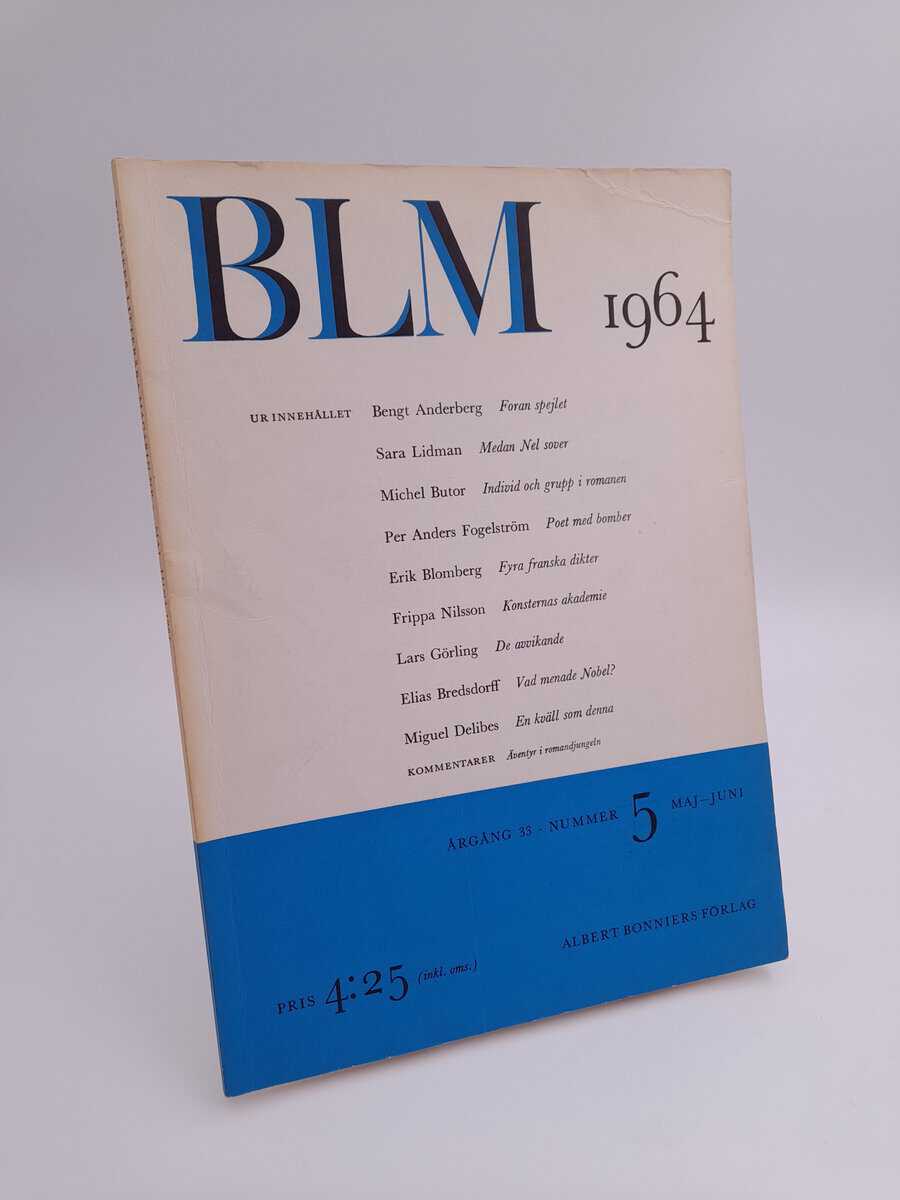 BLM 1964
UR INNEHÅLLET Bengt Anderberg Foran spejlet
Sara Lidman Medan Nel sover
Michel Butor Individ och grupp i romanen
Per Anders Fogelström Poet med bomber
Erik Blomberg Fyra franska dikter
Frippa Nilsson Konsternas akademie
Lars Görling De avvikande
Elias Bredsdorff Vad menade Nobel?
Miguel Delibes En kväll som denna
KOMMENTARER Äventyr i romandjungeln
ÅRGÅNG 33 - NUMMER 5 MAJ–JUNI
ALBERT BONNIERS FÖRLAG
PRIS 4:25 (inkl. oms.)